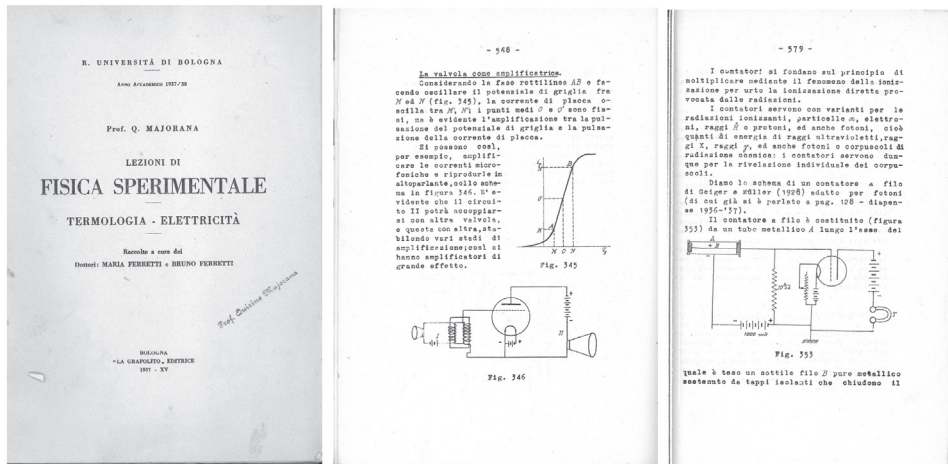 R. UNIVERSITÀ DI BOLOGNA
ANNO ACCADEMICO 1937-'38
Prof. Q. MAJORANA
LEZIONI DI
FISICA SPERIMENTALE
TERMOLOGIA - ELETTRICITÀ
Raccolte a cura dei
Dottori: MARIA FERRETTI e BRUNO FERRETTI
Prof. Quirino Majorana
BOLOGNA
"LA GRAFOLITO" EDITRICE
1937 - XV
- 568 -
La valvola come amplificatrice.
Considerando la fase rettilinea AB e fa-
cendo oscillare il potenziale di griglia fra
M ed N (fig. 345), la corrente di placca o-
scilla tra M', N'; i punti medi O e O' sono fis-
si, ma è evidente l'amplificazione tra la pul-
sazione del potenziale di griglia e la pulsa-
zione della corrente di placca.
Si possono così,
per esempio, amplifi-
care le correnti micro-
foniche e riprodurle in
altoparlante, sollo sche-
ma in figura 346. E' e-
vidente che il circui-
to II potrà accoppiar-
si con altra valvola,
e questa con altra, sta-
bilendo vari stadi di
amplificazione; così si
hanno amplificatori di
grande effetto.
B
A
M O N
Fig. 345
I
II
Fig. 346
- 579 -
I contatori si fondano sul principio di
moltiplicare mediante il fenomeno della ioniz-
zazione per urto la ionizzazione diretta pro-
vocata dalle radiazioni.
I contatori servono con varianti per le
radiazioni ionizzanti, particelle α, elettro-
ni, raggi o protoni, ed anche fotoni, cioè
quanti di energia di raggi ultravioletti, rag-
gi X, raggi γ, ed anche fotoni o corpuscoli di
radiazione cosmica: i contatori servono dun-
que per la rivelazione individuale dei corpu-
scoli.
Diamo lo schema di un contatore a filo
di Geiger e Müller (1928) adatto per fotoni
(di cui già si è parlato a pag. 128 - dispen-
se 1936-'37).
Il contatore a filo è costituito (figura
353) da un tubo metallico A lungo l'asse del
A
+ B
T
1000 volt
Fig. 353
quale è teso un sottile filo B pure metallico
sostenuto da tappi isolanti che chiudono il